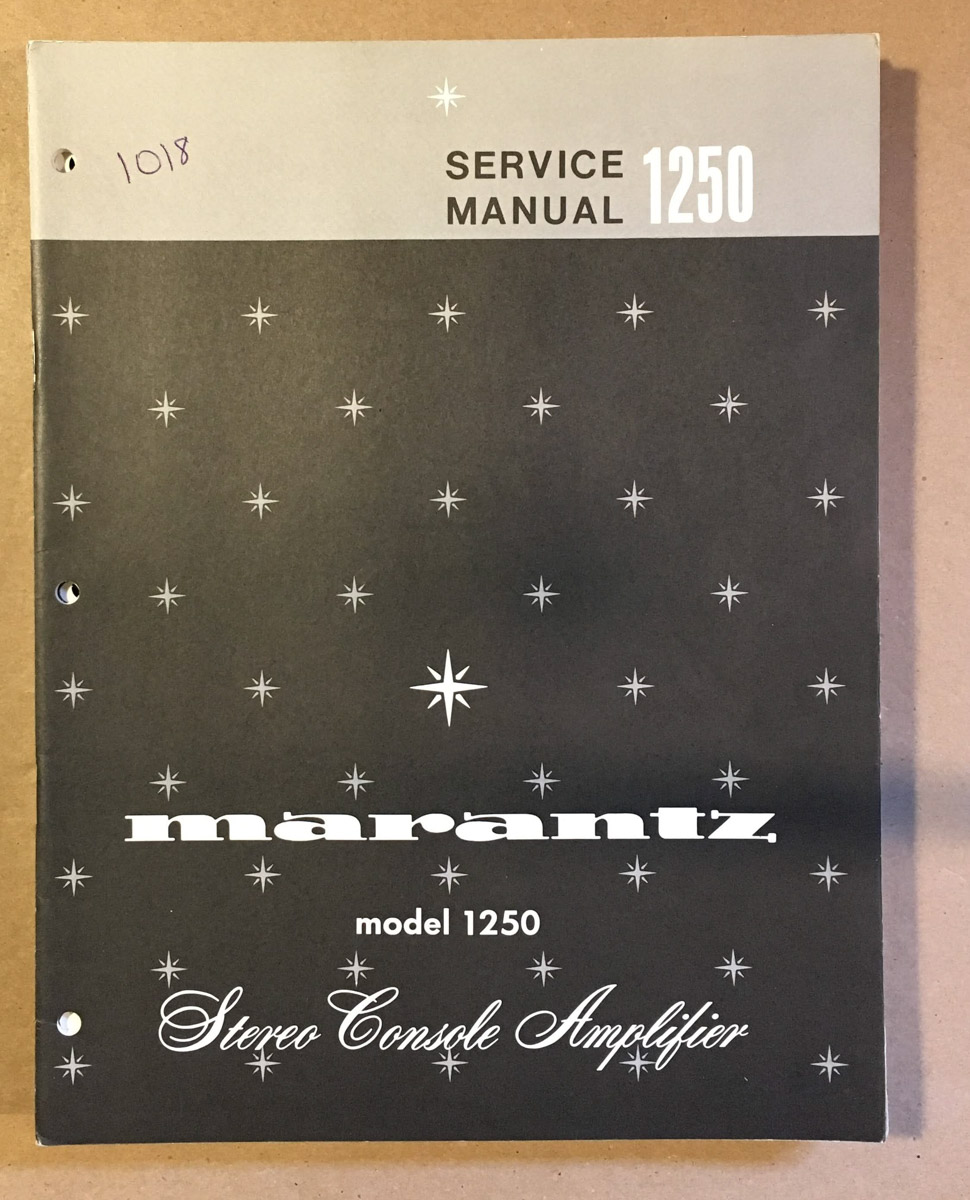 1018
SERVICE
MANUAL 1250
marantz
model 1250
Stereo Console Amplifier